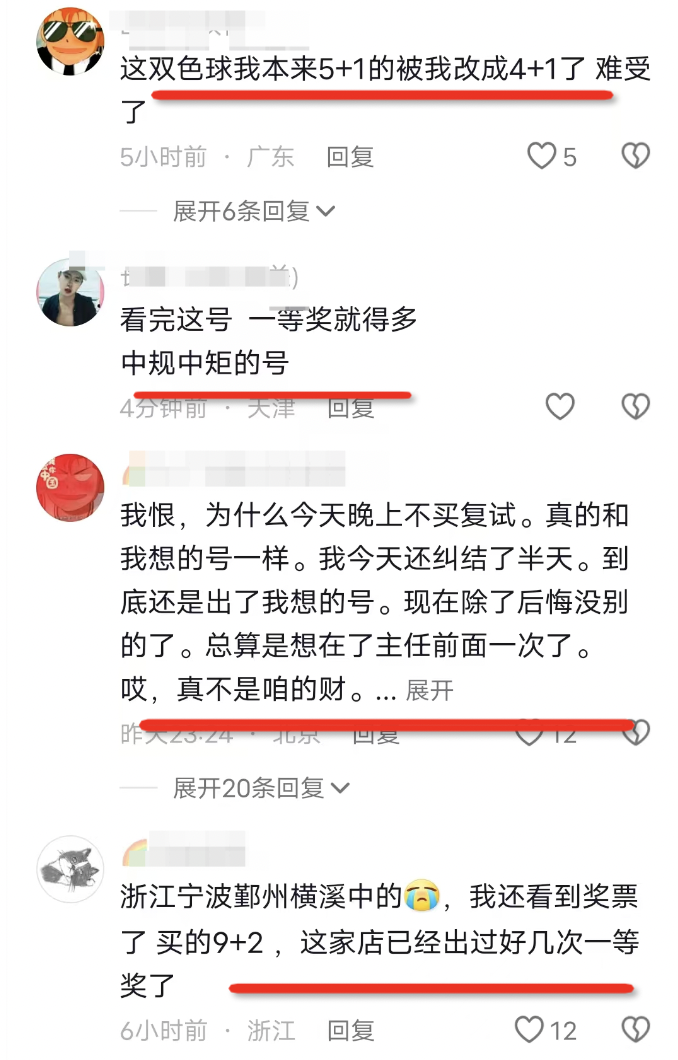 这双色球我本来5+1的被我改成4+1了 难受
了
5小时前 · 广东 回复 5
展开6条回复
看完这号 一等奖就得多
中规中矩的号
4分钟前 · 天津 回复
我恨，为什么今天晚上不买复试。真的和
我想的号一样。我今天还纠结了半天。到
底还是出了我想的号。现在除了后悔没别
的了。总算是想在了主任前面一次了。
哎，真不是咱的财。... 展开
昨天23:24 · 北京 回复 12
展开20条回复
浙江宁波鄞州横溪中的😭，我还看到奖票
了 买的9+2 ，这家店已经出过好几次一等
奖了
6小时前 · 浙江 回复 12